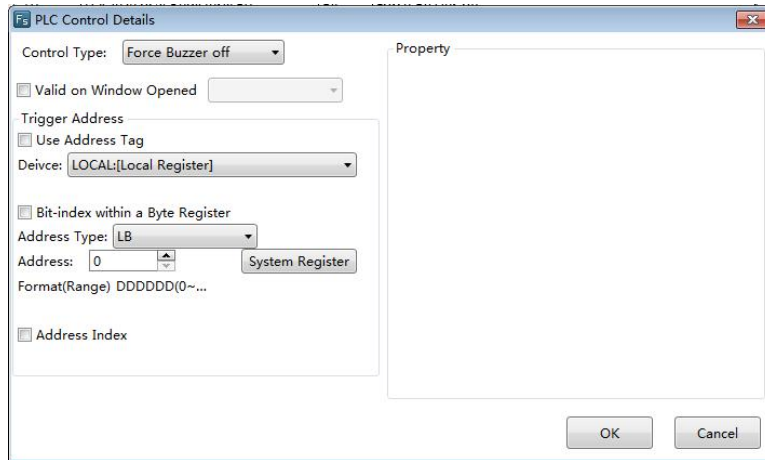 Fs PLC Control Details
Control Type: Force Buzzer off
Property
Valid on Window Opened
Trigger Address
Use Address Tag
Deivce: LOCAL:[Local Register]
Bit-index within a Byte Register
Address Type: LB
Address: 0 System Register
Format(Range) DDDDDD(0~...
Address Index
OK Cancel